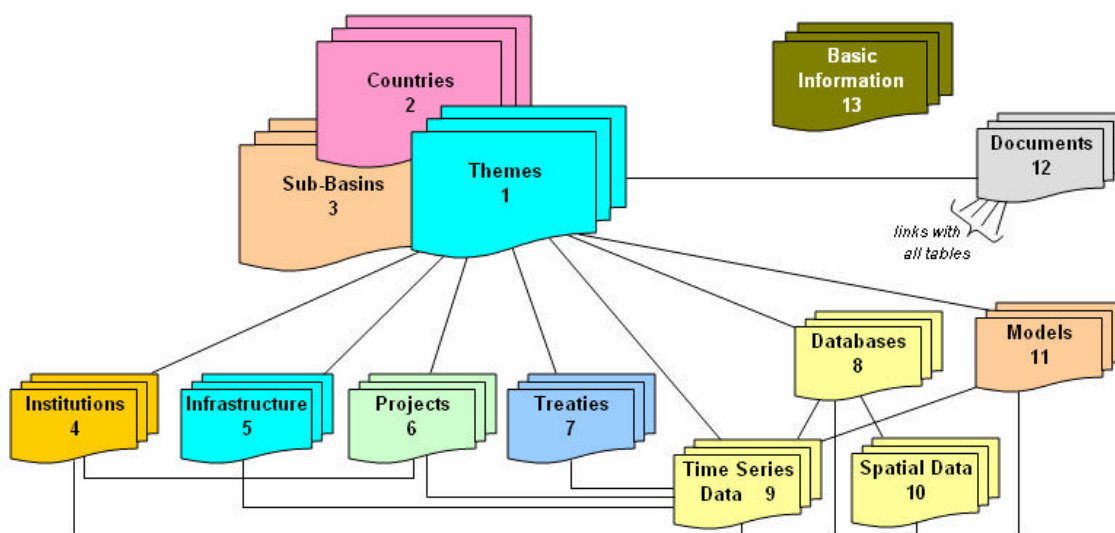 Countries
2
Basic
Information
13
Documents
12
Themes
1
Sub-Basins
3
links with
all tables
Databases
8
Models
11
Institutions
4
Infrastructure
5
Projects
6
Treaties
7
Time Series
Data 9
Spatial Data
10